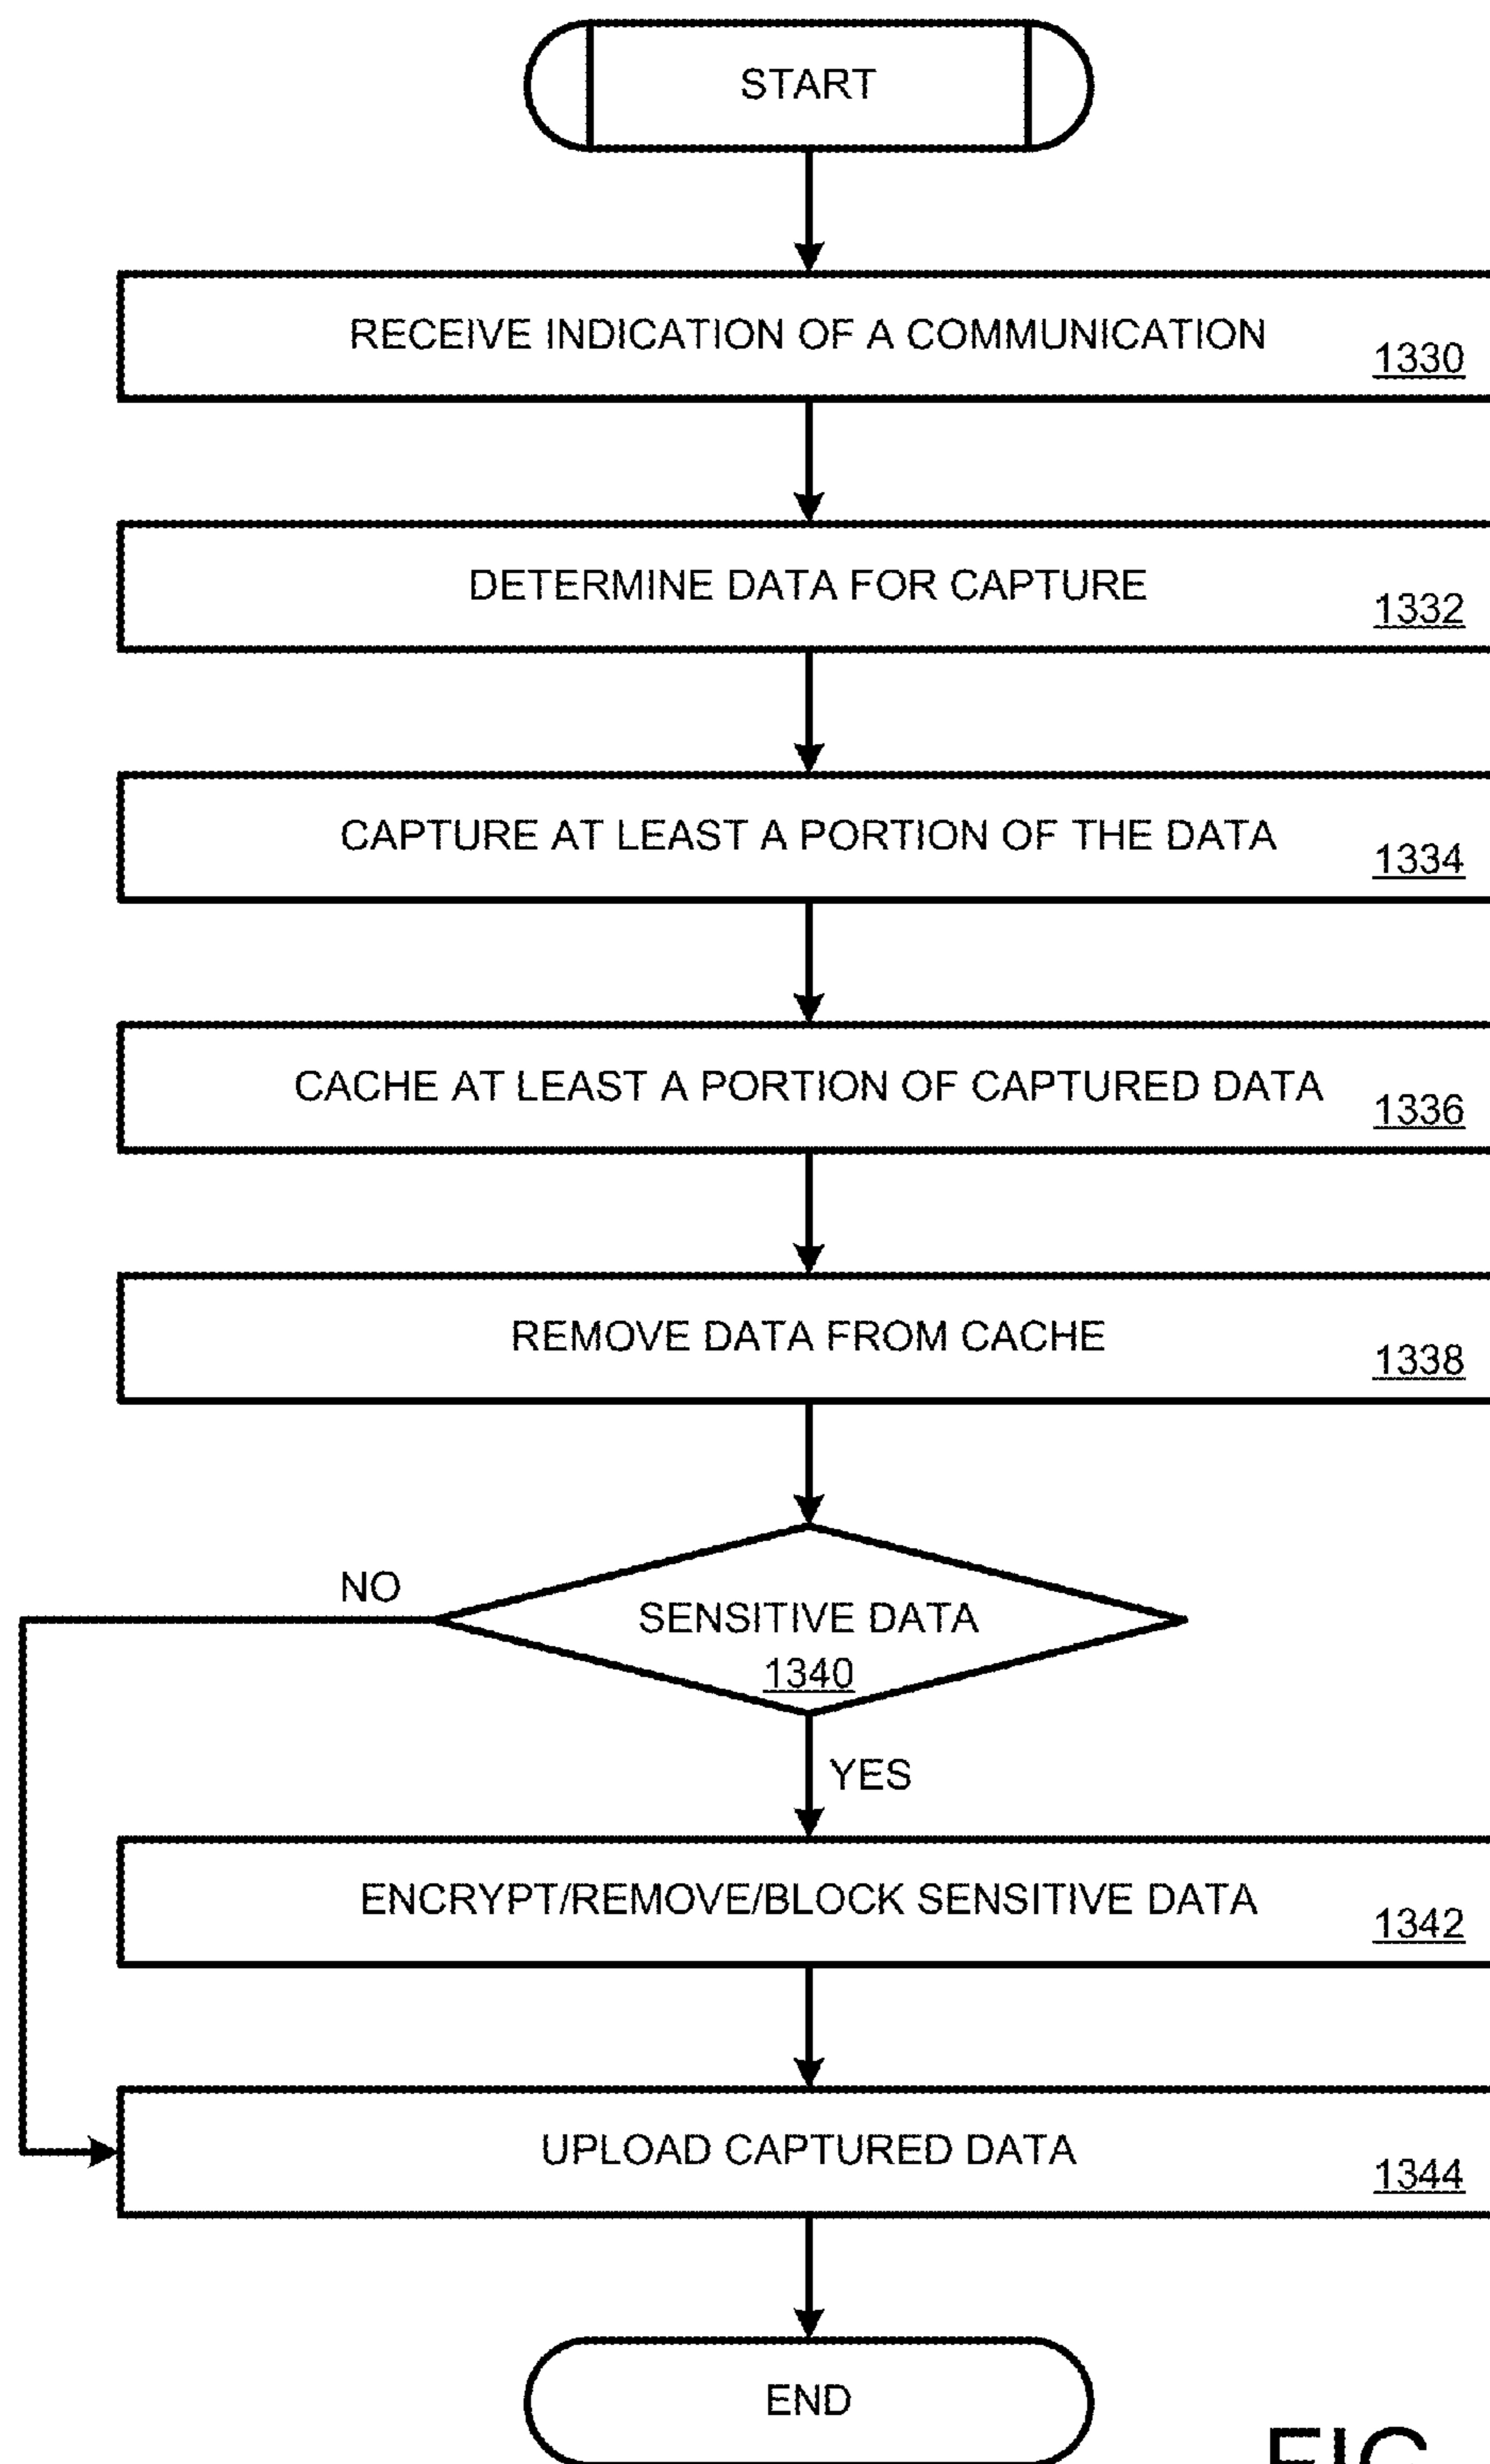 START
RECEIVE INDICATION OF A COMMUNICATION
1330
DETERMINE DATA FOR CAPTURE
1332
CAPTURE AT LEAST A PORTION OF THE DATA
1334
CACHE AT LEAST A PORTION OF CAPTURED DATA
1336
REMOVE DATA FROM CACHE
1338
NO
SENSITIVE DATA
1340
YES
ENCRYPT/REMOVE/BLOCK SENSITIVE DATA
1342
UPLOAD CAPTURED DATA
1344
END